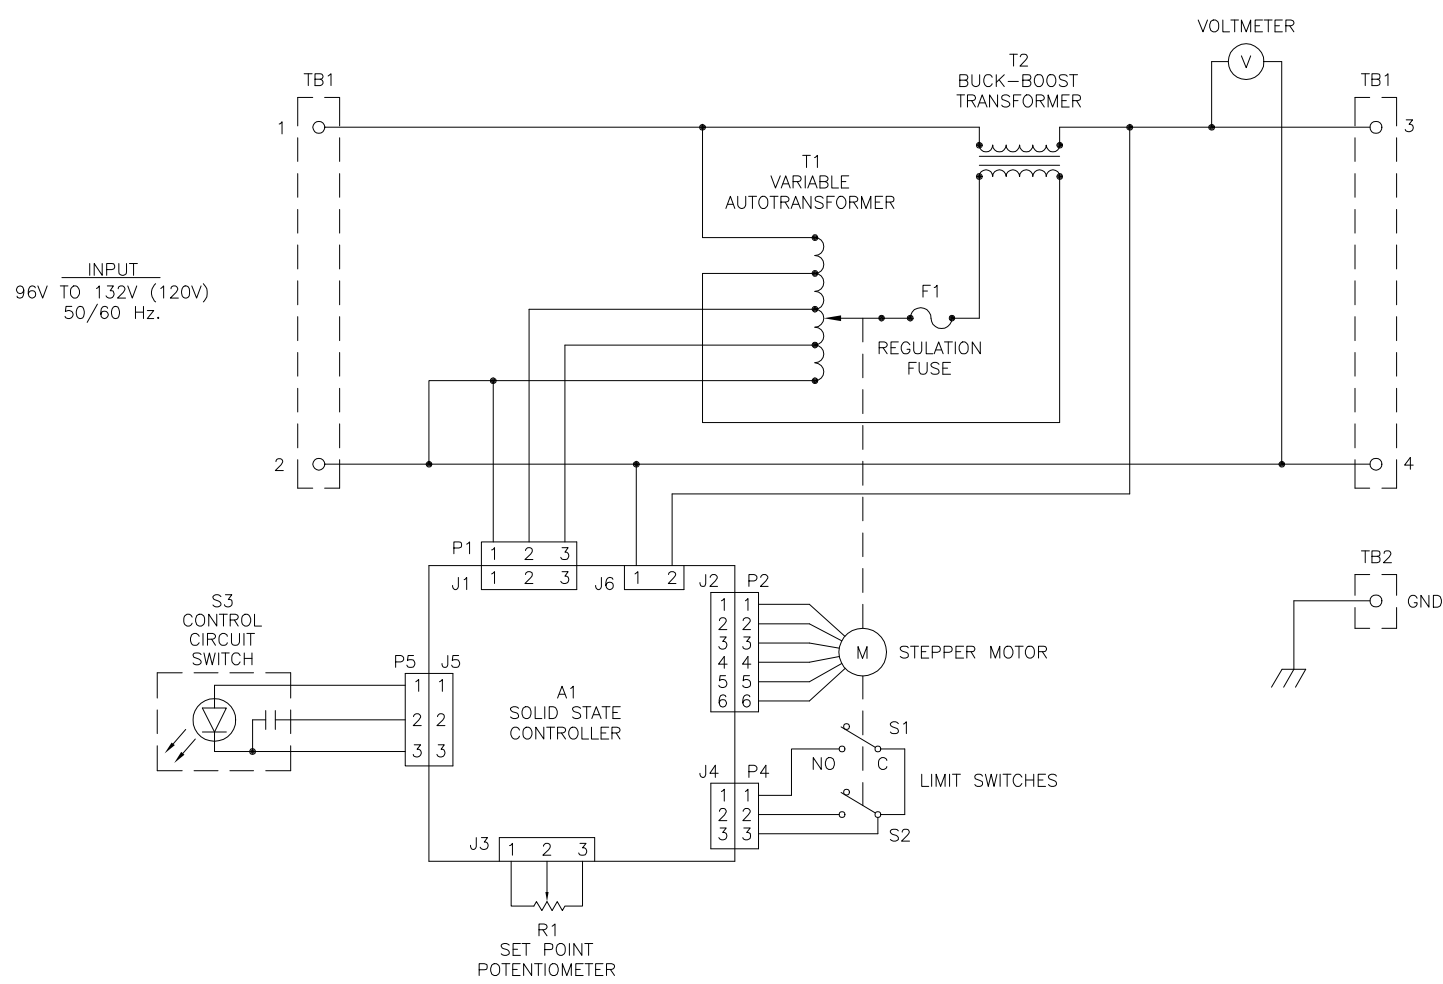 VOLTMETER
V
T2
BUCK-BOOST
TRANSFORMER
TB1
TB1
1
3
T1
VARIABLE
AUTOTRANSFORMER
INPUT
96V TO 132V (120V)
50/60 Hz.
F1
REGULATION
FUSE
2
4
P1
1 2 3
J1
1 2 3
J6
1 2
J2 P2
1 1
2 2
3 3
4 4
5 5
6 6
M
STEPPER MOTOR
TB2
GND
S3
CONTROL
CIRCUIT
SWITCH
P5 J5
1 1
2 2
3 3
A1
SOLID STATE
CONTROLLER
S1
NO C
LIMIT SWITCHES
J4 P4
1 1
2 2
3 3
S2
J3
1 2 3
R1
SET POINT
POTENTIOMETER